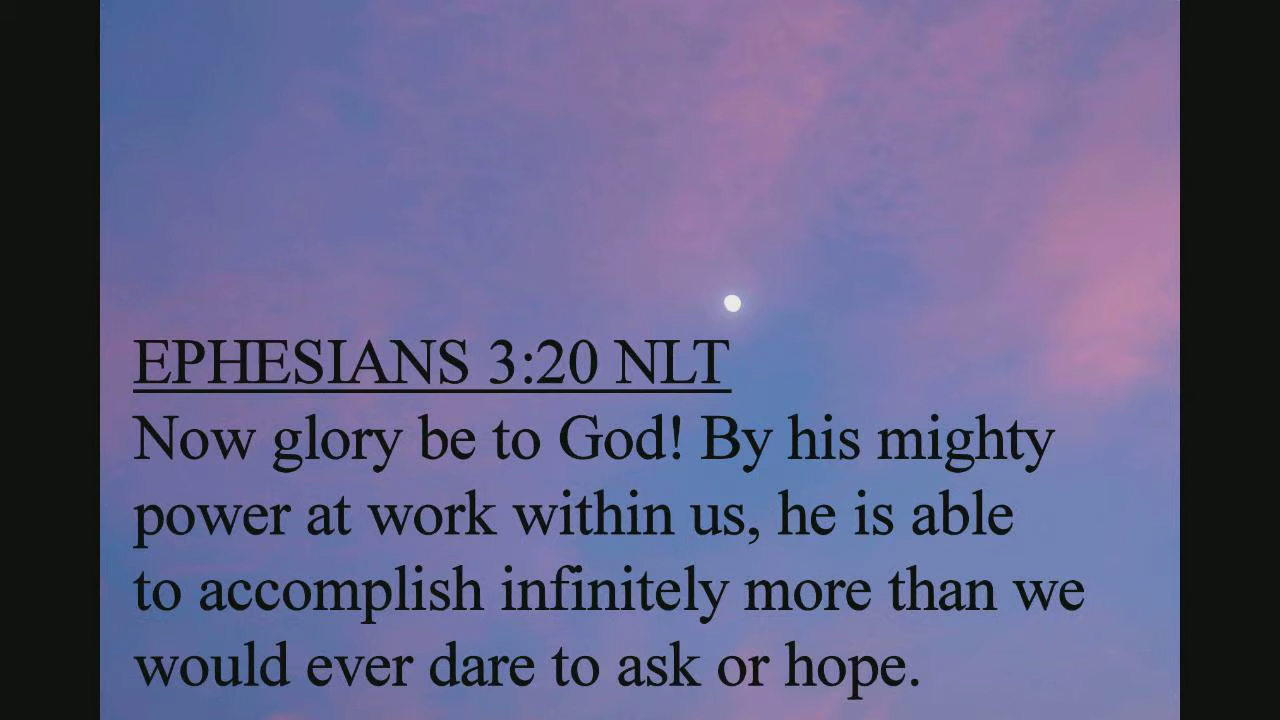 EPHESIANS 3:20 NLT
Now glory be to God! By his mighty
power at work within us, he is able
to accomplish infinitely more than we
would ever dare to ask or hope.